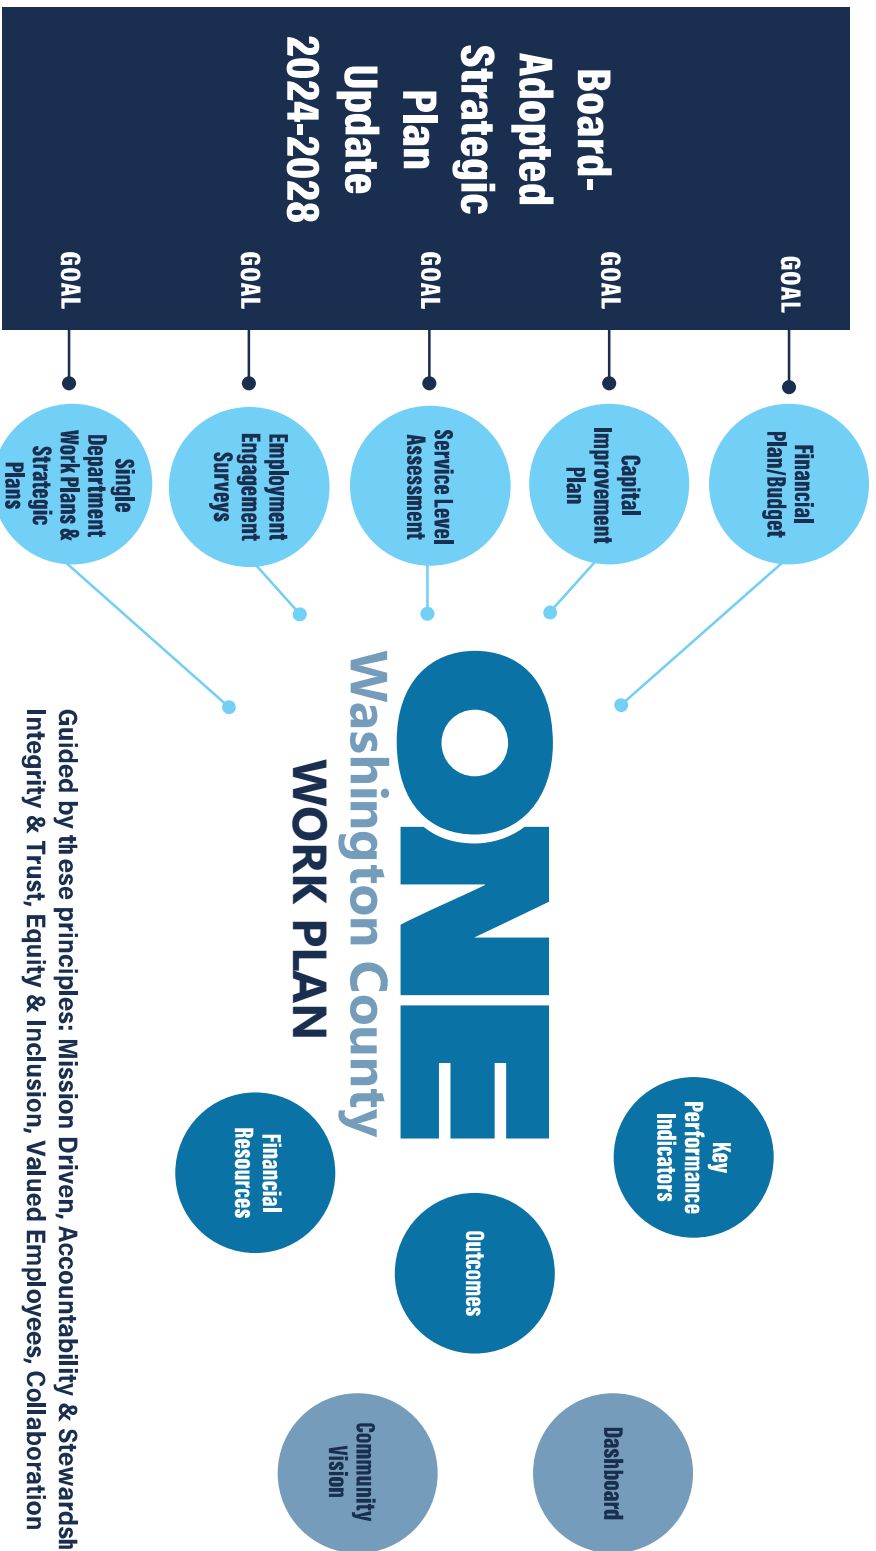 Board-
Adopted
Strategic
Plan
Update
2024-2028
GOAL
GOAL
GOAL
GOAL
GOAL
Financial
Plan/Budget
Capital
Improvement
Plan
Service Level
Assessment
Employment
Engagement
Surveys
Single
Department
Work Plans &
Strategic
Plans
ONE
Washington County
WORK PLAN
Key
Performance
Indicators
Outcomes
Financial
Resources
Dashboard
Community
Vision
Guided by these principles: Mission Driven, Accountability & Stewardsh
Integrity & Trust, Equity & Inclusion, Valued Employees, Collaboration